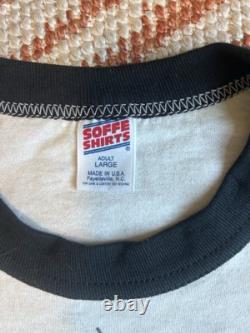 SOFFE
SHIRTS
ADULT
LARGE
MADE IN U.S.A.
Fayetteville, N.C.